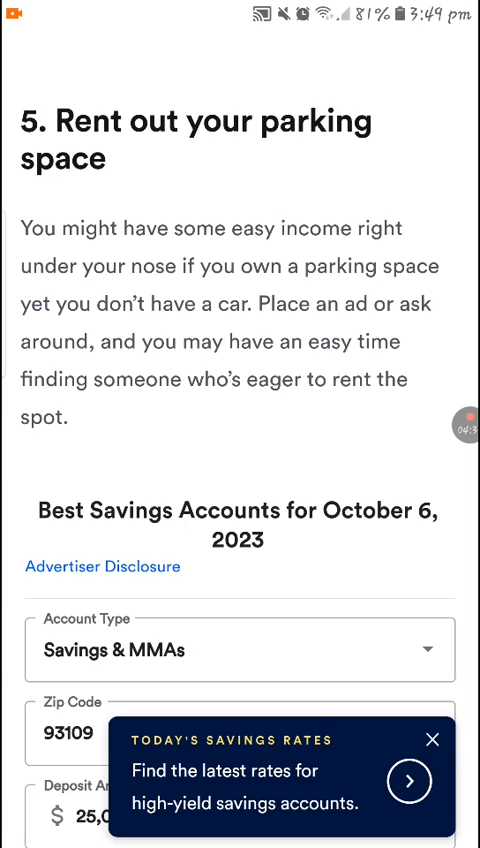 81% 3:49 pm
5. Rent out your parking
space
You might have some easy income right
under your nose if you own a parking space
yet you don’t have a car. Place an ad or ask
around, and you may have an easy time
finding someone who’s eager to rent the
spot.
04:3
Best Savings Accounts for October 6,
2023
Advertiser Disclosure
Account Type
Savings & MMAs
Zip Code
93109
TODAY'S SAVINGS RATES
Find the latest rates for
high-yield savings accounts.
Deposit
$ 25,